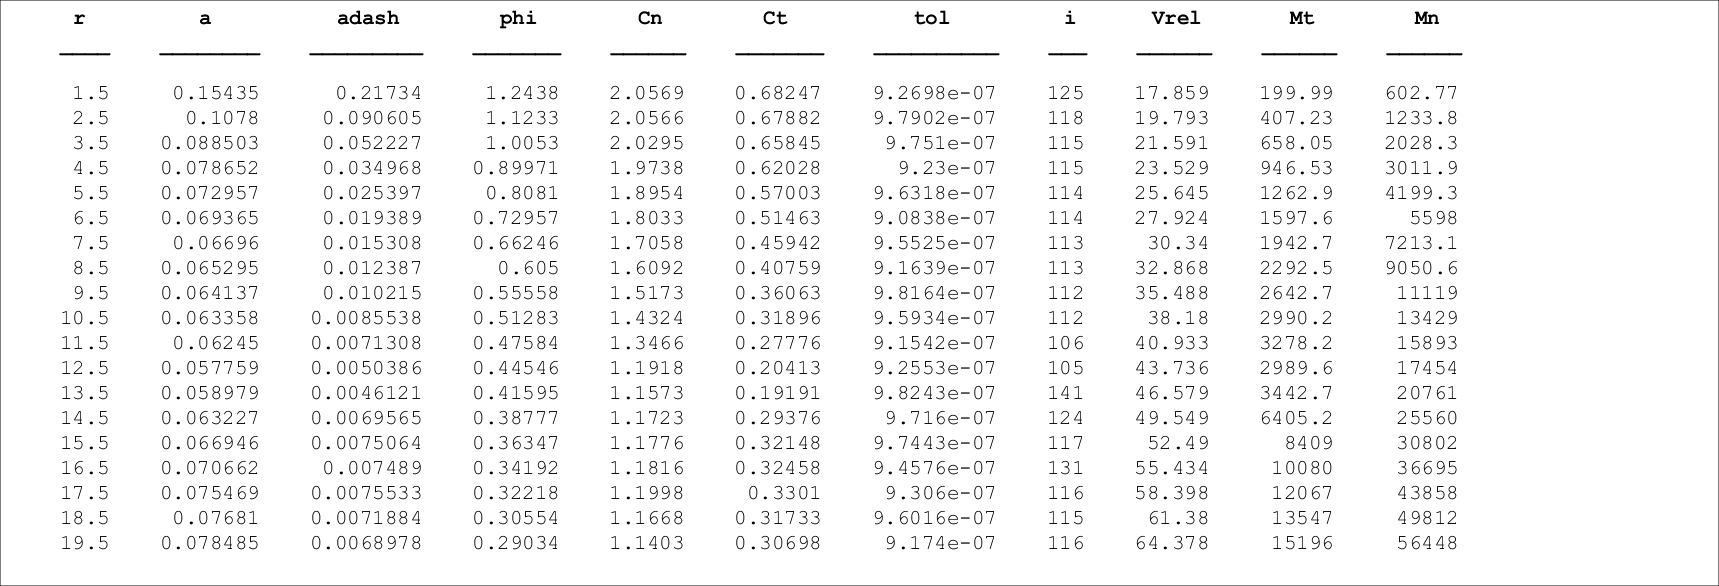 r a adash phi Cn Ct tol i Vrel Mt Mn
1.5 0.15435 0.21734 1.2438 2.0569 0.68247 9.2698e-07 125 17.859 199.99 602.77
2.5 0.1078 0.090605 1.1233 2.0566 0.67882 9.7902e-07 118 19.793 407.23 1233.8
3.5 0.088503 0.052227 1.0053 2.0295 0.65845 9.751e-07 115 21.591 658.05 2028.3
4.5 0.078652 0.034968 0.89971 1.9738 0.62028 9.23e-07 115 23.529 946.53 3011.9
5.5 0.072957 0.025397 0.8081 1.8954 0.57003 9.6318e-07 114 25.645 1262.9 4199.3
6.5 0.069365 0.019389 0.72957 1.8033 0.51463 9.0838e-07 114 27.924 1597.6 5598
7.5 0.06696 0.015308 0.66246 1.7058 0.45942 9.5525e-07 113 30.34 1942.7 7213.1
8.5 0.065295 0.012387 0.605 1.6092 0.40759 9.1639e-07 113 32.868 2292.5 9050.6
9.5 0.064137 0.010215 0.55558 1.5173 0.36063 9.8164e-07 112 35.488 2642.7 11119
10.5 0.063358 0.0085538 0.51283 1.4324 0.31896 9.5934e-07 112 38.18 2990.2 13429
11.5 0.06245 0.0071308 0.47584 1.3466 0.27776 9.1542e-07 106 40.933 3278.2 15893
12.5 0.057759 0.0050386 0.44546 1.1918 0.20413 9.2553e-07 105 43.736 2989.6 17454
13.5 0.058979 0.0046121 0.41595 1.1573 0.19191 9.8243e-07 141 46.579 3442.7 20761
14.5 0.063227 0.0069565 0.38777 1.1723 0.29376 9.716e-07 124 49.549 6405.2 25560
15.5 0.066946 0.0075064 0.36347 1.1776 0.32148 9.7443e-07 117 52.49 8409 30802
16.5 0.070662 0.007489 0.34192 1.1816 0.32458 9.4576e-07 131 55.434 10080 36695
17.5 0.075469 0.0075533 0.32218 1.1998 0.3301 9.306e-07 116 58.398 12067 43858
18.5 0.07681 0.0071884 0.30554 1.1668 0.31733 9.6016e-07 115 61.38 13547 49812
19.5 0.078485 0.0068978 0.29034 1.1403 0.30698 9.174e-07 116 64.378 15196 56448